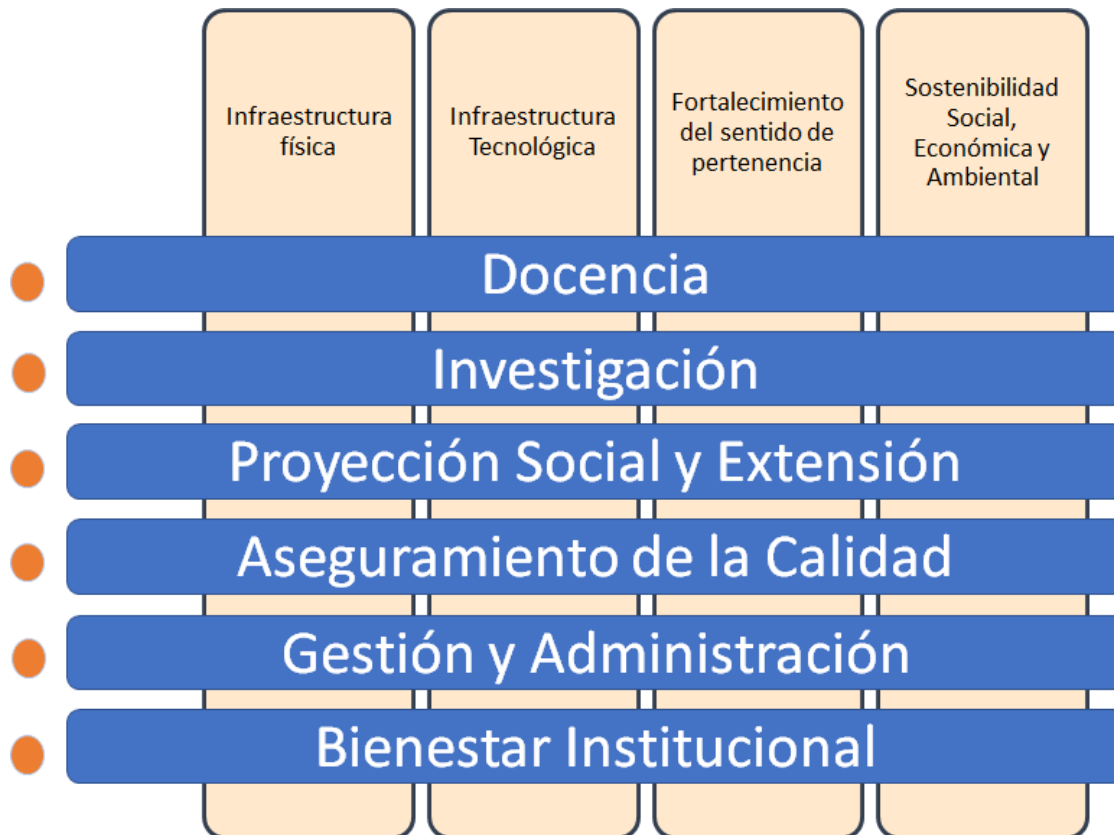 Infraestructura
física
Infraestructura
Tecnológica
Fortalecimiento
del sentido de
pertenencia
Sostenibilidad
Social,
Económica y
Ambiental
Docencia
Investigación
Proyección Social y Extensión
Aseguramiento de la Calidad
Gestión y Administración
Bienestar Institucional